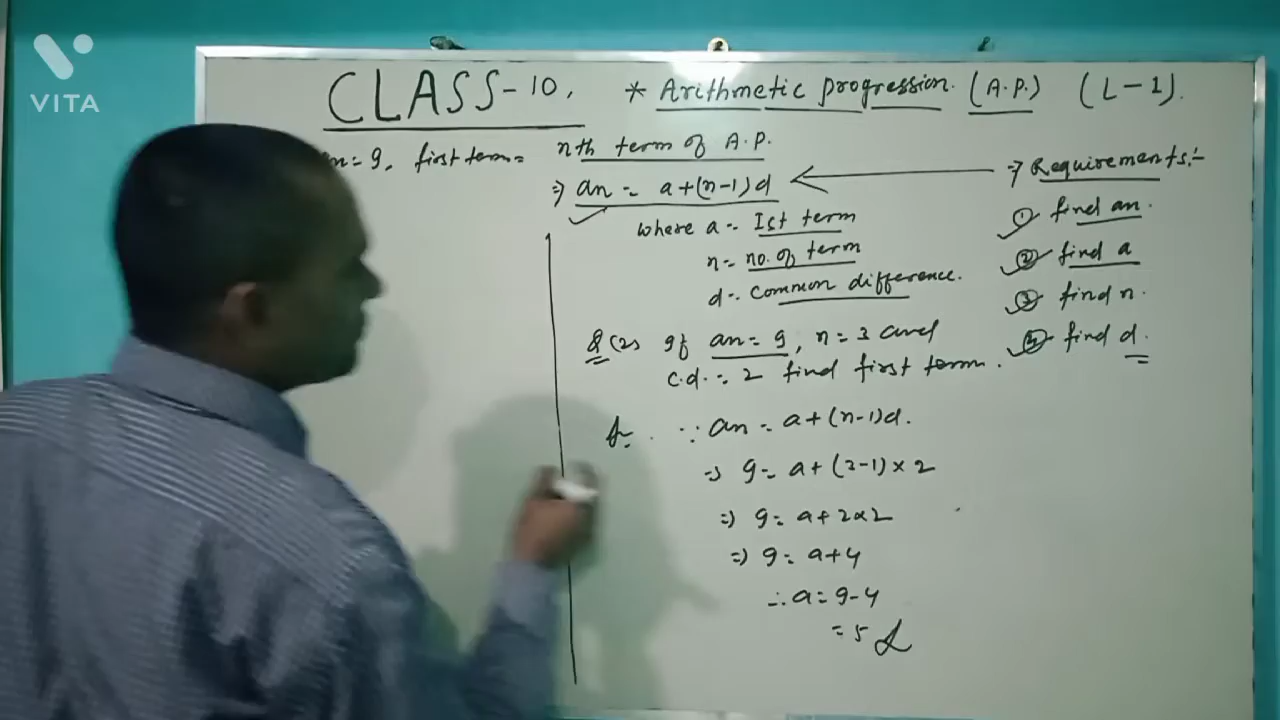 VITA
CLASS-10. * Arithmetic progression. (A.P.) (L-1).
n = 9, first term =
nth term of A.P.
=> an = a+(n-1)d
where a = Ist term
n = no. of term
d = Common difference.
=> Requirements:-
① find an.
② find a
③ find n.
④ find d.
Q(2) If an = 9, n = 3 and
c.d. = 2 find first term.
∵ an = a+(n-1)d.
=> 9 = a + (3-1) × 2
=> 9 = a + 2×2
=> 9 = a+4
∴ a = 9-4
= 5